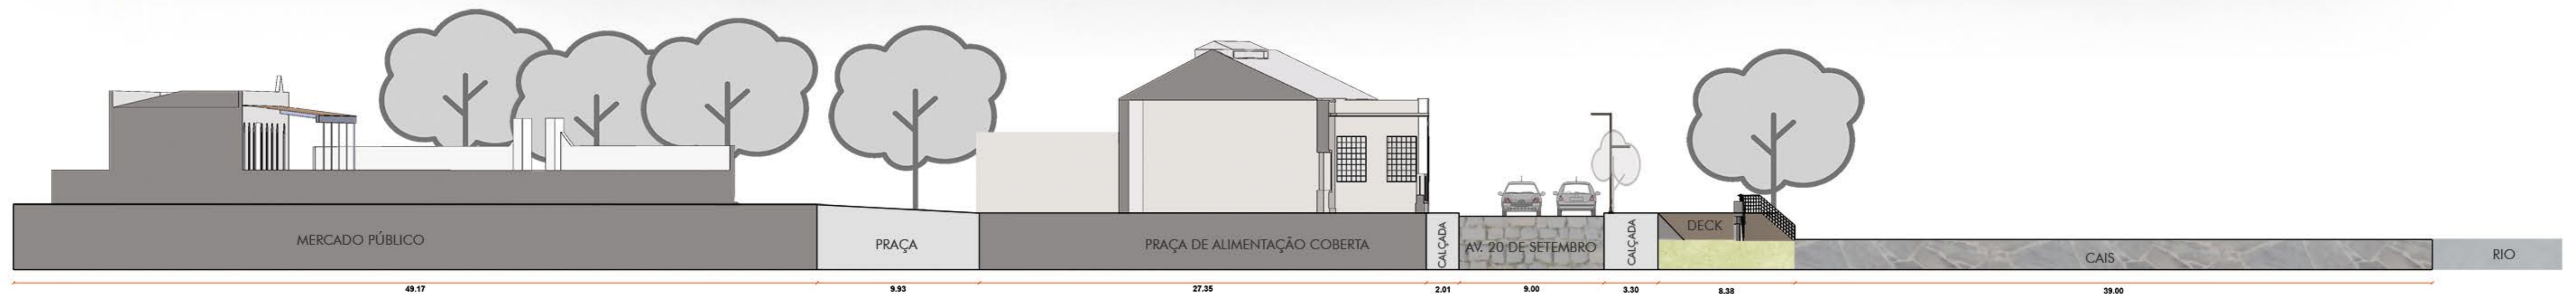 MERCADO PÚBLICO
PRAÇA
PRAÇA DE ALIMENTAÇÃO COBERTA
CALÇADA
AV. 20 DE SETEMBRO
CALÇADA
DECK
CAIS
RIO
49.17
9.93
27.35
2.01
9.00
3.30
8.38
39.00